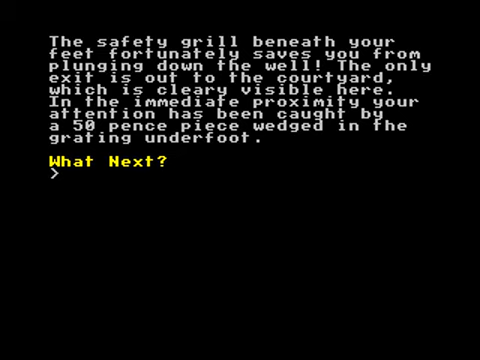 The safety grill beneath your
feet fortunately saves you from
plunging down the well! The only
exit is out to the courtyard,
which is cleary visible here.
In the immediate proximity your
attention has been caught by
a 50 pence piece wedged in the
grating underfoot.
What Next?
>